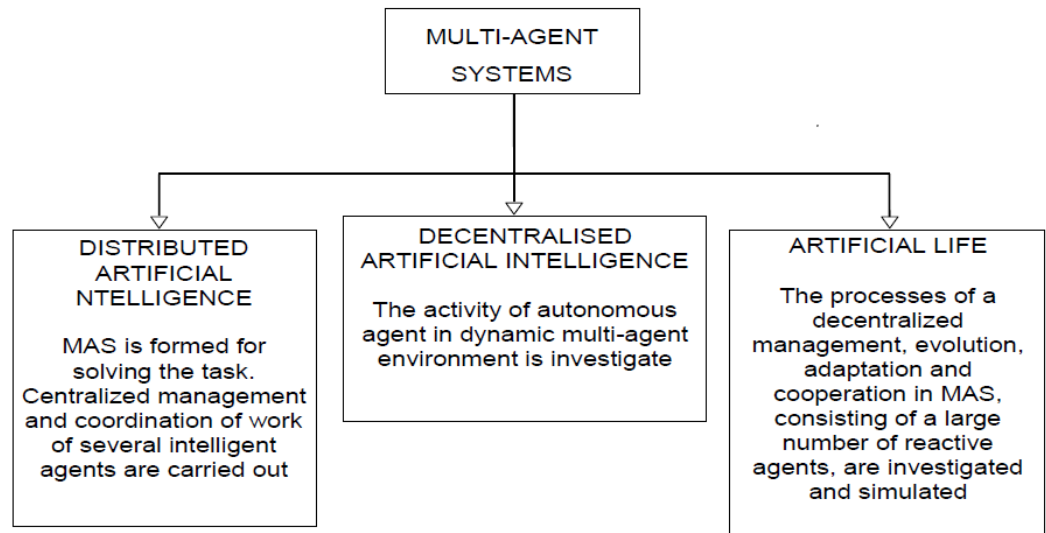 MULTI-AGENT
SYSTEMS
DISTRIBUTED
ARTIFICIAL
NTELLIGENCE
MAS is formed for
solving the task.
Centralized management
and coordination of work
of several intelligent
agents are carried out
DECENTRALISED
ARTIFICIAL INTELLIGENCE
The activity of autonomous
agent in dynamic multi-agent
environment is investigate
ARTIFICIAL LIFE
The processes of a
decentralized
management, evolution,
adaptation and
cooperation in MAS,
consisting of a large
number of reactive
agents, are investigated
and simulated